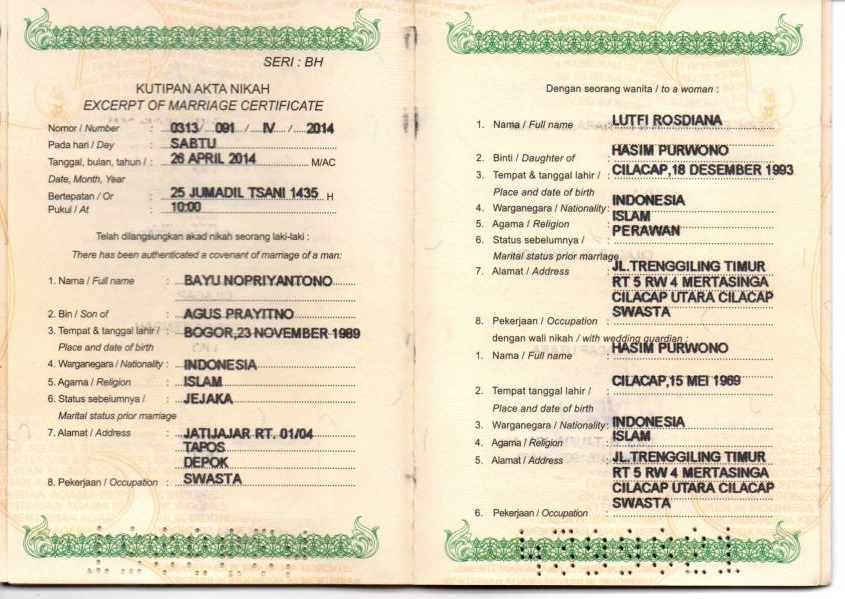 SERI : BH
KUTIPAN AKTA NIKAH
EXCERPT OF MARRIAGE CERTIFICATE
Nomor / Number : 0313/ 091 / IV / 2014
Pada hari / Day : SABTU
Tanggal, bulan, tahun / : 26 APRIL 2014 M/AC
Date, Month, Year
Bertepatan / Or : 25 JUMADIL TSANI 1435 H
Pukul / At : 10:00
Telah dilangsungkan akad nikah seorang laki-laki :
There has been authenticated a covenant of marriage of a man:
1. Nama / Full name : BAYU NOPRIYANTONO
2. Bin / Son of : AGUS PRAYITNO
3. Tempat & tanggal lahir / : BOGOR,23 NOVEMBER 1989
Place and date of birth
4. Warganegara / Nationality : INDONESIA
5. Agama / Religion : ISLAM
6. Status sebelumnya / : JEJAKA
Marital status prior marriage
7. Alamat / Address : JATIJAJAR RT. 01/04
TAPOS
DEPOK
8. Pekerjaan / Occupation : SWASTA
Dengan seorang wanita / to a woman :
1. Nama / Full name : LUTFI ROSDIANA
2. Binti / Daughter of : HASIM PURWONO
3. Tempat & tanggal lahir / : CILACAP,18 DESEMBER 1993
Place and date of birth
4. Warganegara / Nationality : INDONESIA
5. Agama / Religion : ISLAM
6. Status sebelumnya / : PERAWAN
Marital status prior marriage
7. Alamat / Address : JL.TRENGGILING TIMUR
RT 5 RW 4 MERTASINGA
CILACAP UTARA CILACAP
8. Pekerjaan / Occupation : SWASTA
dengan wali nikah / with wedding guardian :
1. Nama / Full name : HASIM PURWONO
2. Tempat tanggal lahir / : CILACAP,15 MEI 1969
Place and date of birth
3. Warganegara / Nationality : INDONESIA
4. Agama / Religion : ISLAM
5. Alamat / Address : JL.TRENGGILING TIMUR
RT 5 RW 4 MERTASINGA
CILACAP UTARA CILACAP
6. Pekerjaan / Occupation : SWASTA